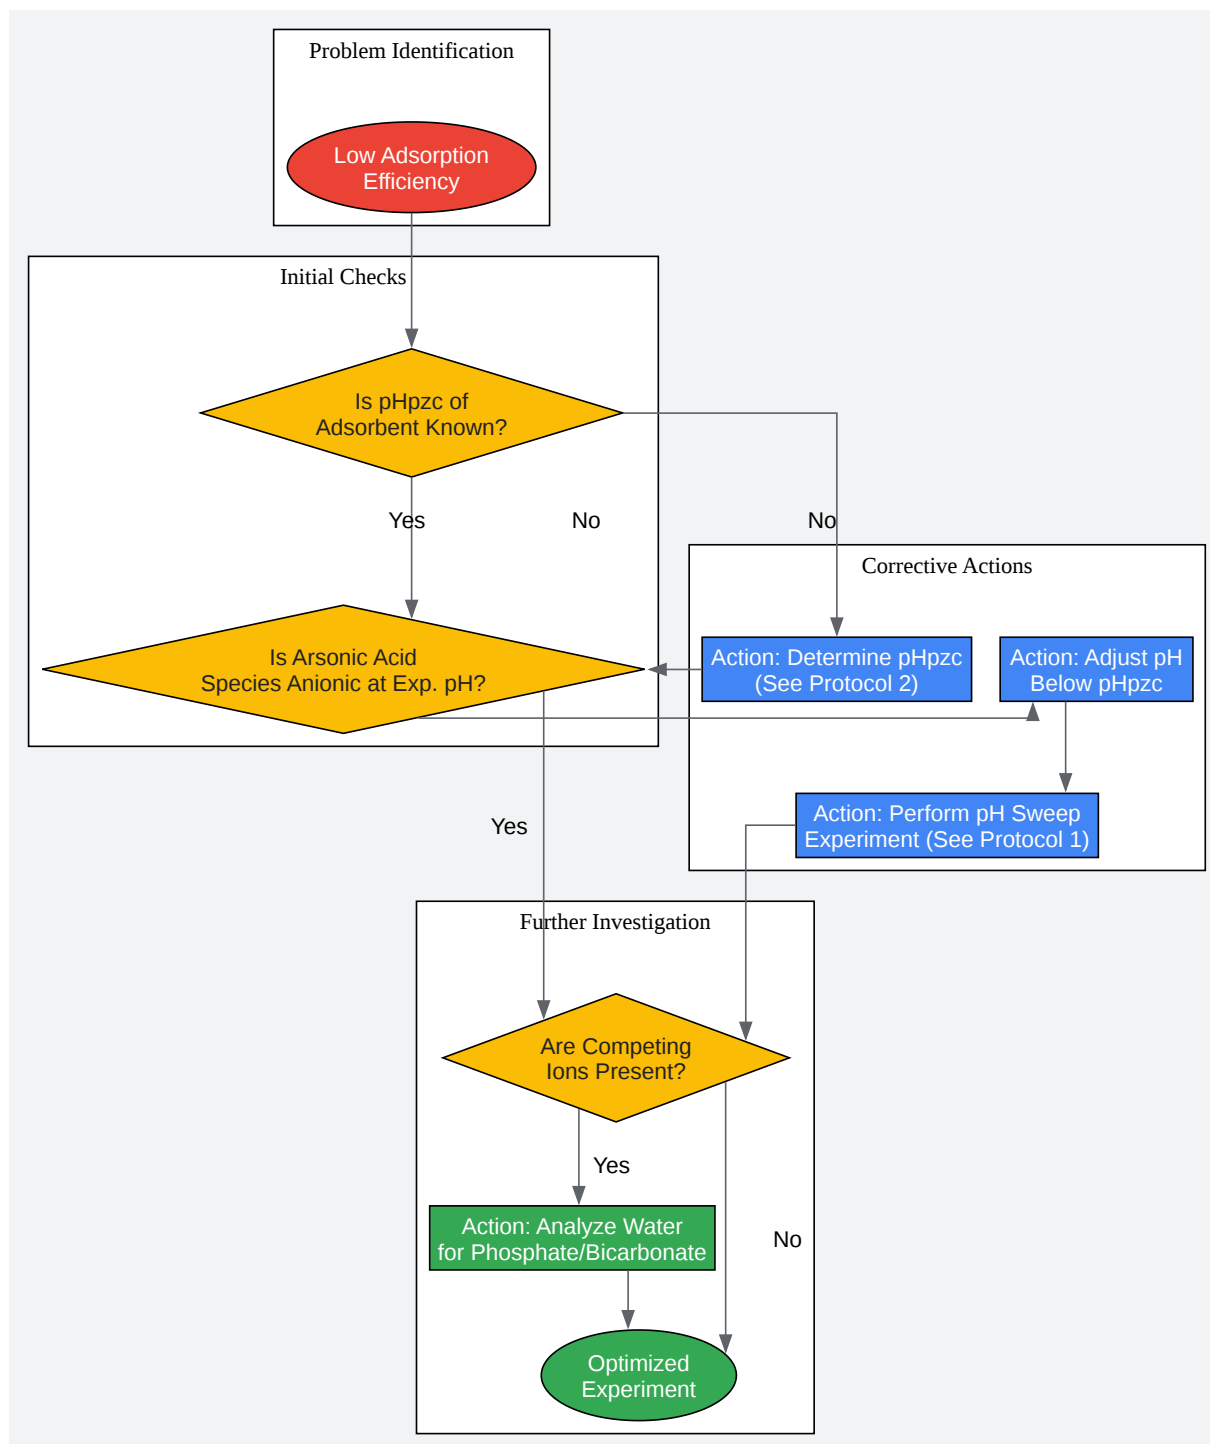 Problem Identification
Low Adsorption
Efficiency
Initial Checks
Is pHpzc of
Adsorbent Known?
Yes
No
No
Corrective Actions
Is Arsonic Acid
Species Anionic at Exp. pH?
Action: Determine pHpzc
(See Protocol 2)
Action: Adjust pH
Below pHpzc
Yes
Action: Perform pH Sweep
Experiment (See Protocol 1)
Further Investigation
Are Competing
Ions Present?
Yes
Action: Analyze Water
for Phosphate/Bicarbonate
No
Optimized
Experiment